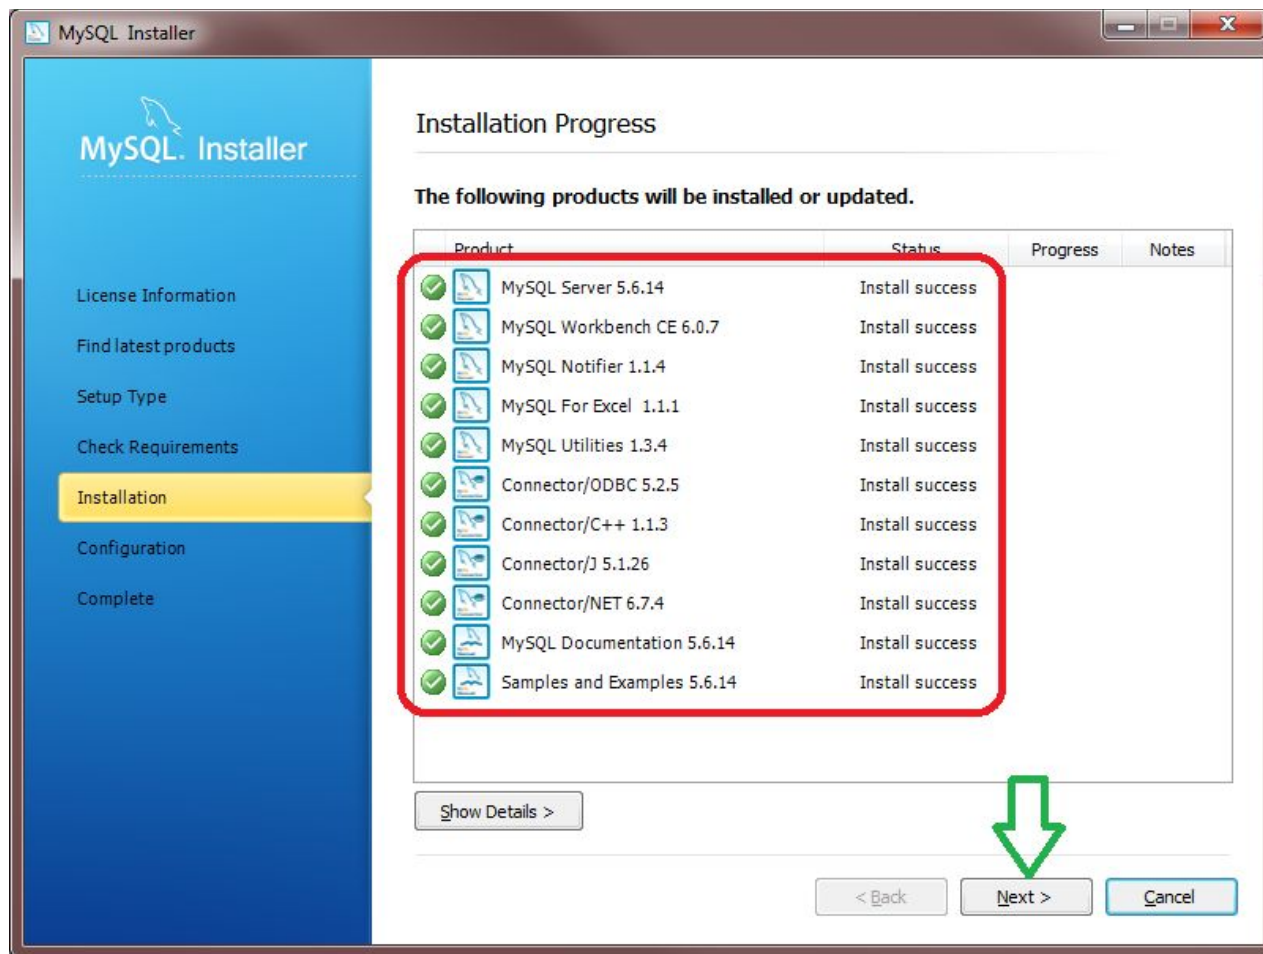 MySQL Installer
MySQL. Installer
License Information
Find latest products
Setup Type
Check Requirements
Installation
Configuration
Complete
Installation Progress
The following products will be installed or updated.
Product Status Progress Notes
MySQL Server 5.6.14 Install success
MySQL Workbench CE 6.0.7 Install success
MySQL Notifier 1.1.4 Install success
MySQL For Excel 1.1.1 Install success
MySQL Utilities 1.3.4 Install success
Connector/ODBC 5.2.5 Install success
Connector/C++ 1.1.3 Install success
Connector/J 5.1.26 Install success
Connector/NET 6.7.4 Install success
MySQL Documentation 5.6.14 Install success
Samples and Examples 5.6.14 Install success
Show Details >
< Back Next > Cancel